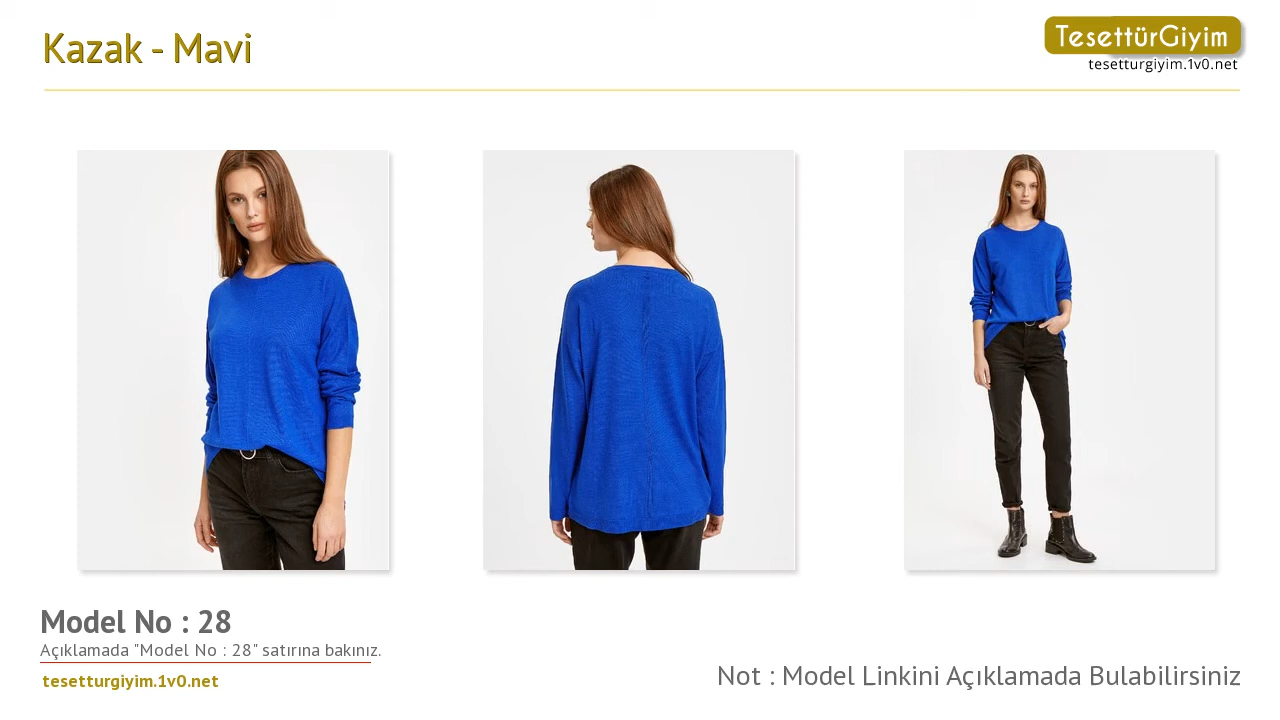 Kazak - Mavi
TesettürGiyim
tesetturgiyim.1v0.net
Model No : 28
Açıklamada "Model No : 28" satırına bakınız.
tesetturgiyim.1v0.net
Not : Model Linkini Açıklamada Bulabilirsiniz